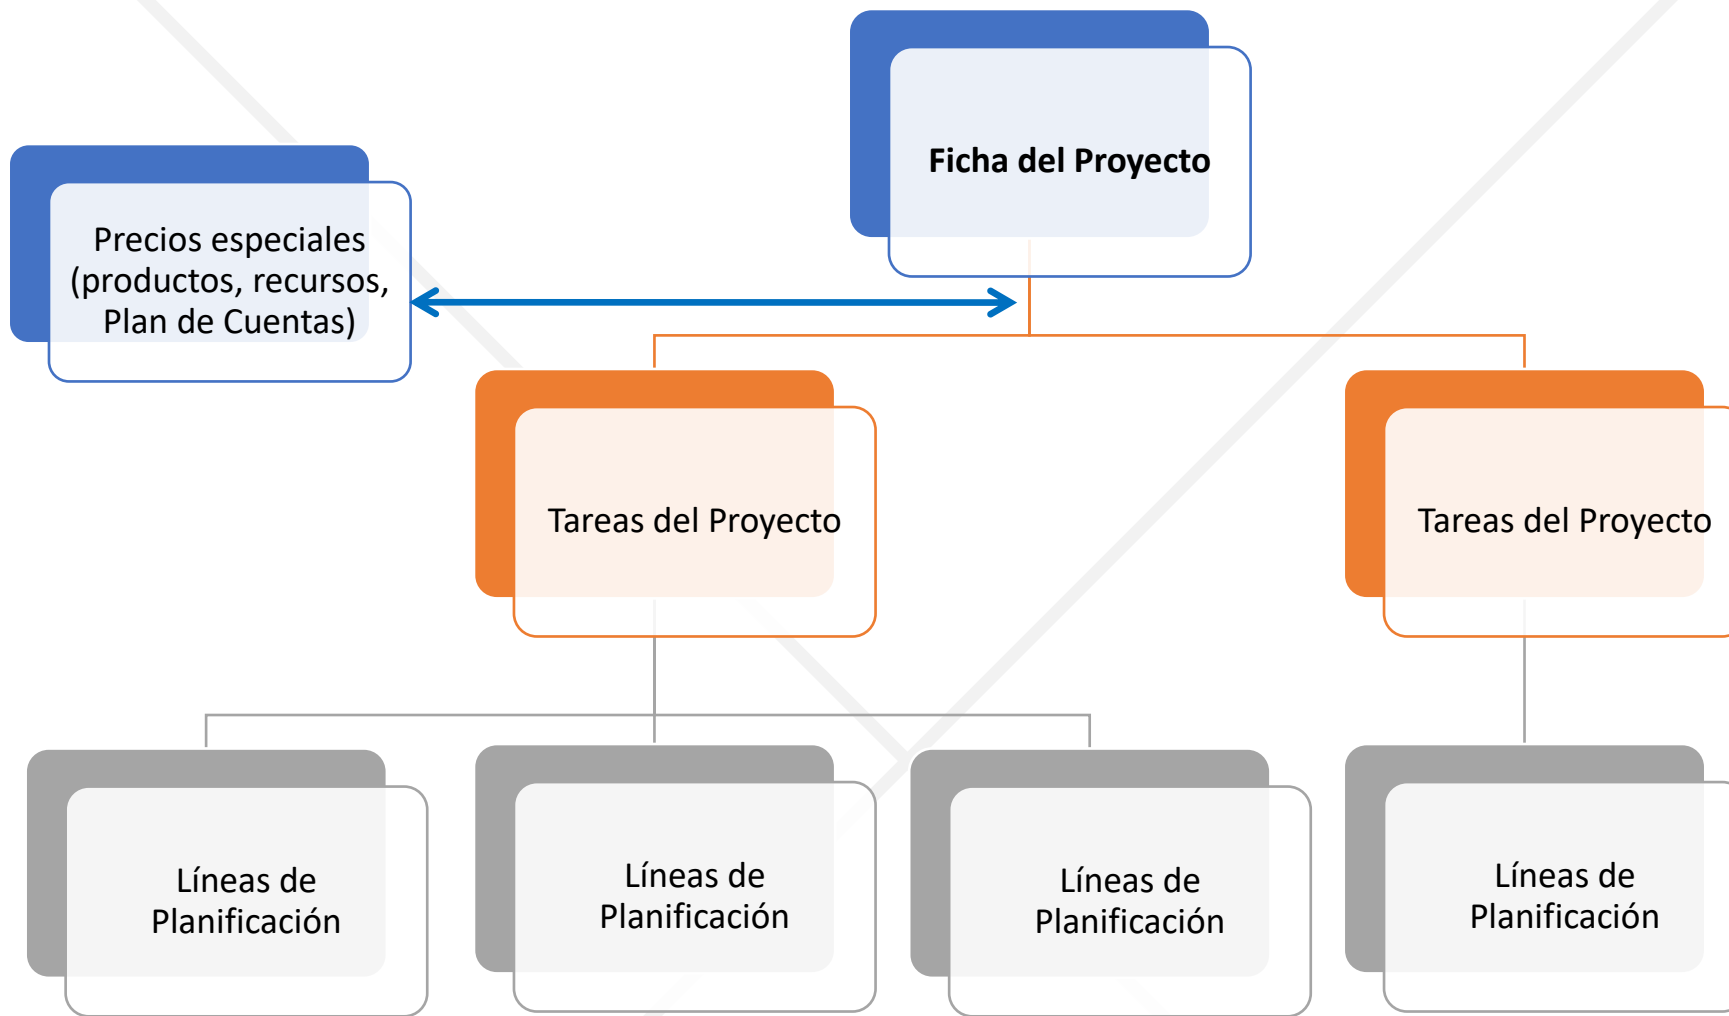 Ficha del Proyecto
Precios especiales
(productos, recursos,
Plan de Cuentas)
Tareas del Proyecto
Tareas del Proyecto
Líneas de
Planificación
Líneas de
Planificación
Líneas de
Planificación
Líneas de
Planificación